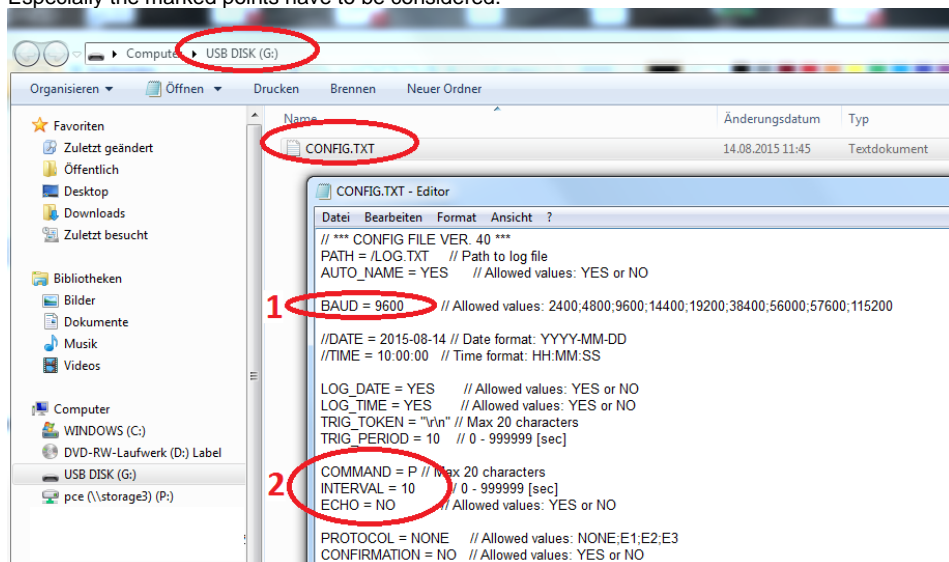 Especially the marked points have to be considered.
Computer ▸ USB DISK (G:)
Organisieren Öffnen Drucken Brennen Neuer Ordner
Name Änderungsdatum Typ
CONFIG.TXT 14.08.2015 11:45 Textdokument
Favoriten
Zuletzt geändert
Öffentlich
Desktop
Downloads
Zuletzt besucht
Bibliotheken
Bilder
Dokumente
Musik
Videos
Computer
WINDOWS (C:)
DVD-RW-Laufwerk (D:) Label
USB DISK (G:)
pce (\\storage3) (P:)
CONFIG.TXT - Editor
Datei Bearbeiten Format Ansicht ?
// *** CONFIG FILE VER. 40 ***
PATH = /LOG.TXT // Path to log file
AUTO_NAME = YES // Allowed values: YES or NO
1
BAUD = 9600 // Allowed values: 2400;4800;9600;14400;19200;38400;56000;57600;115200
//DATE = 2015-08-14 // Date format: YYYY-MM-DD
//TIME = 10:00:00 // Time format: HH:MM:SS
LOG_DATE = YES // Allowed values: YES or NO
LOG_TIME = YES // Allowed values: YES or NO
TRIG_TOKEN = "\r\n" // Max 20 characters
TRIG_PERIOD = 10 // 0 - 999999 [sec]
2
COMMAND = P // Max 20 characters
INTERVAL = 10 // 0 - 999999 [sec]
ECHO = NO // Allowed values: YES or NO
PROTOCOL = NONE // Allowed values: NONE;E1;E2;E3
CONFIRMATION = NO // Allowed values: YES or NO